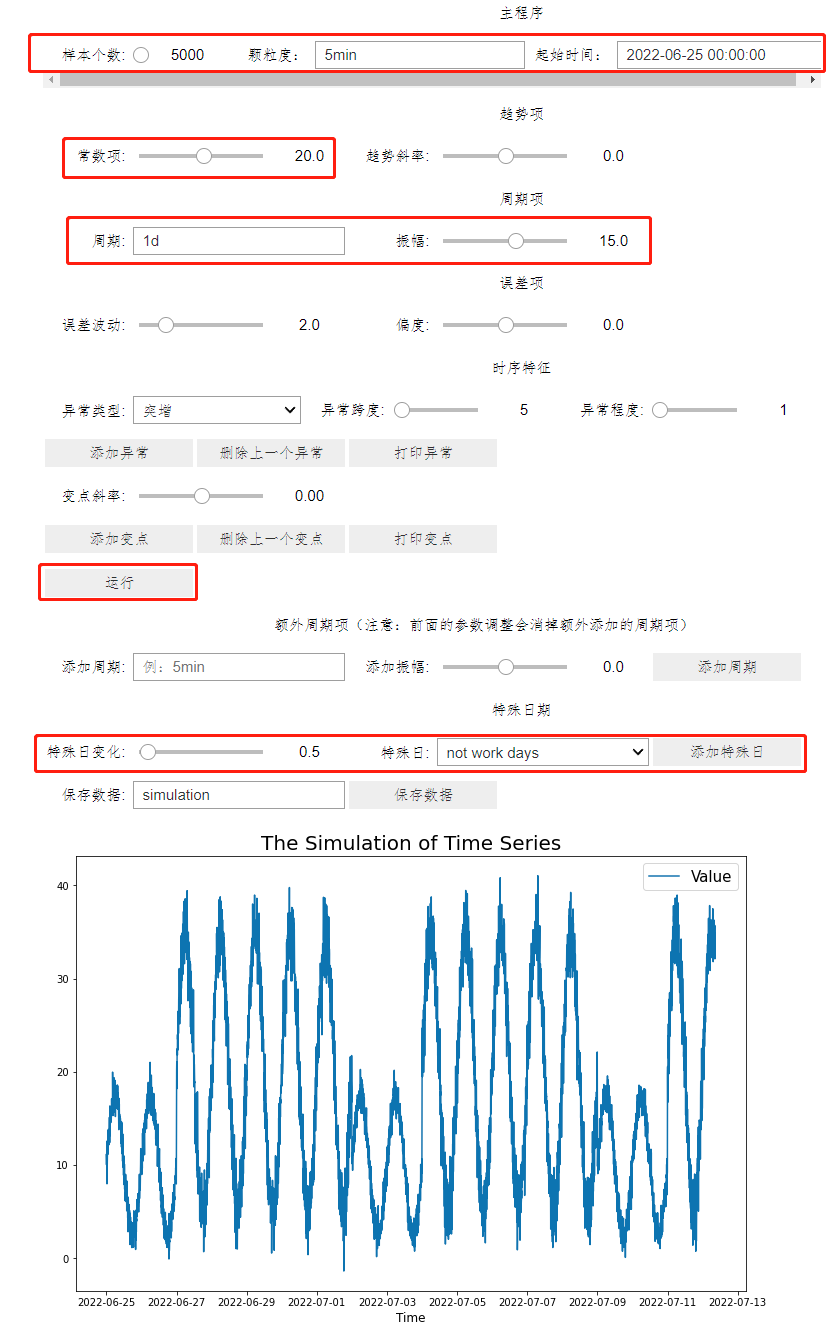 主程序
样本个数: 5000 颗粒度: 5min 起始时间: 2022-06-25 00:00:00
趋势项
常数项: 20.0 趋势斜率: 0.0
周期项
周期: 1d 振幅: 15.0
误差项
误差波动: 2.0 偏度: 0.0
时序特征
异常类型: 突增 异常跨度: 5 异常程度: 1
添加异常 删除上一个异常 打印异常
变点斜率: 0.00
添加变点 删除上一个变点 打印变点
运行
额外周期项（注意：前面的参数调整会消掉额外添加的周期项）
添加周期: 例：5min 添加振幅: 0.0 添加周期
特殊日期
特殊日变化: 0.5 特殊日: not work days 添加特殊日
保存数据: simulation 保存数据
The Simulation of Time Series
Value
40
30
20
10
0
2022-06-25 2022-06-27 2022-06-29 2022-07-01 2022-07-03 2022-07-05 2022-07-07 2022-07-09 2022-07-11 2022-07-13
Time